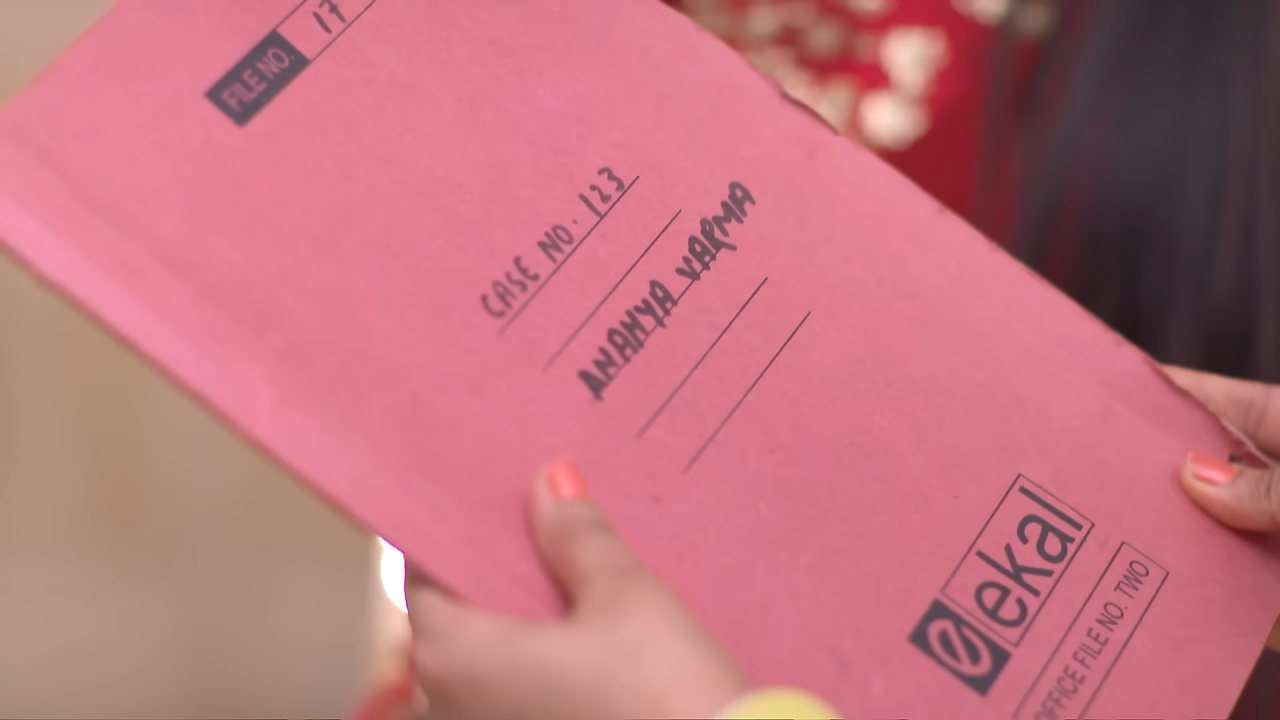 FILE NO. 17
CASE NO. 123
ANANYA VARMA
ekal
OFFICE FILE NO. TWO